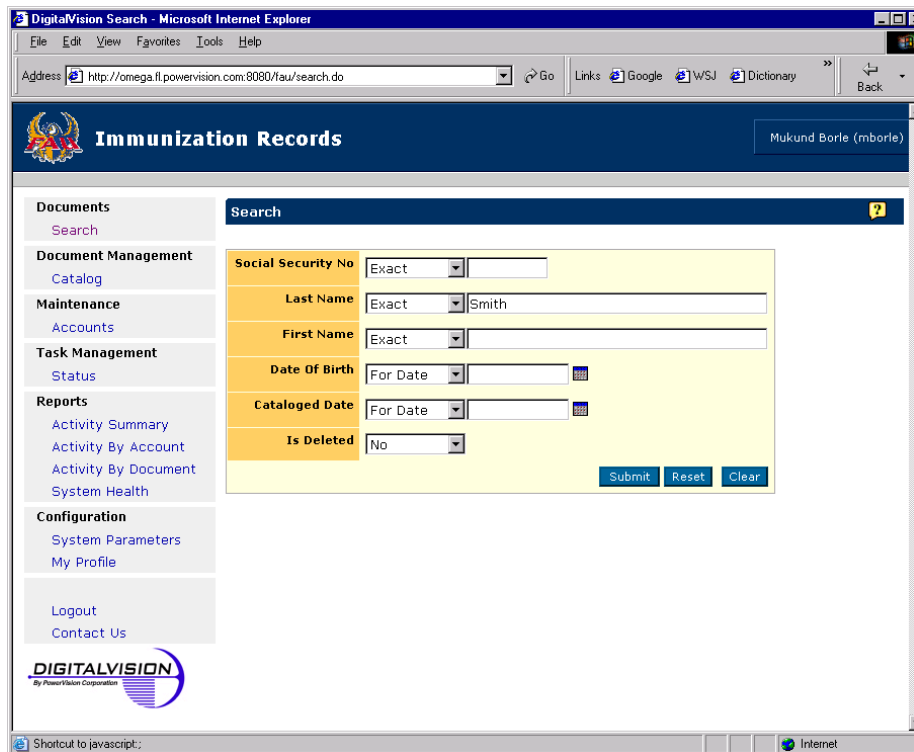 DigitalVision Search - Microsoft Internet Explorer
File Edit View Favorites Tools Help
Address http://omega.fl.powervision.com:8080/fau/search.do Go Links Google WSJ Dictionary » Back
FAU Immunization Records Mukund Borle (mborle)
Documents
Search
Document Management
Catalog
Maintenance
Accounts
Task Management
Status
Reports
Activity Summary
Activity By Account
Activity By Document
System Health
Configuration
System Parameters
My Profile
Logout
Contact Us
DIGITALVISION
By PowerVision Corporation
Search ?
Social Security No Exact
Last Name Exact Smith
First Name Exact
Date Of Birth For Date
Cataloged Date For Date
Is Deleted No
Submit Reset Clear
Shortcut to javascript:; Internet